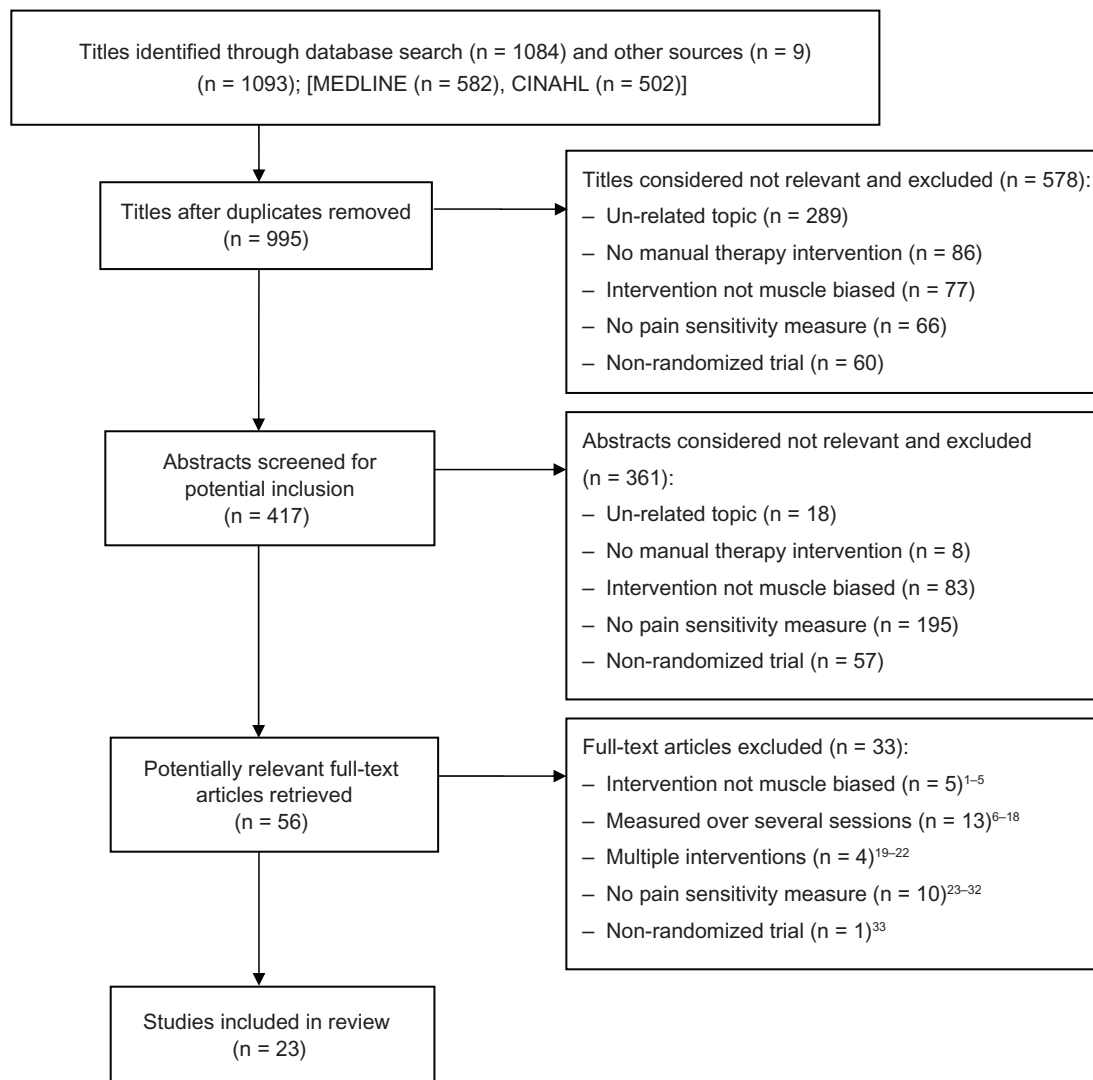 Titles identified through database search (n = 1084) and other sources (n = 9)
(n = 1093); [MEDLINE (n = 582), CINAHL (n = 502)]
Titles after duplicates removed
(n = 995)
Titles considered not relevant and excluded (n = 578):
– Un-related topic (n = 289)
– No manual therapy intervention (n = 86)
– Intervention not muscle biased (n = 77)
– No pain sensitivity measure (n = 66)
– Non-randomized trial (n = 60)
Abstracts screened for
potential inclusion
(n = 417)
Abstracts considered not relevant and excluded
(n = 361):
– Un-related topic (n = 18)
– No manual therapy intervention (n = 8)
– Intervention not muscle biased (n = 83)
– No pain sensitivity measure (n = 195)
– Non-randomized trial (n = 57)
Potentially relevant full-text
articles retrieved
(n = 56)
Full-text articles excluded (n = 33):
– Intervention not muscle biased (n = 5)1–5
– Measured over several sessions (n = 13)6–18
– Multiple interventions (n = 4)19–22
– No pain sensitivity measure (n = 10)23–32
– Non-randomized trial (n = 1)33
Studies included in review
(n = 23)